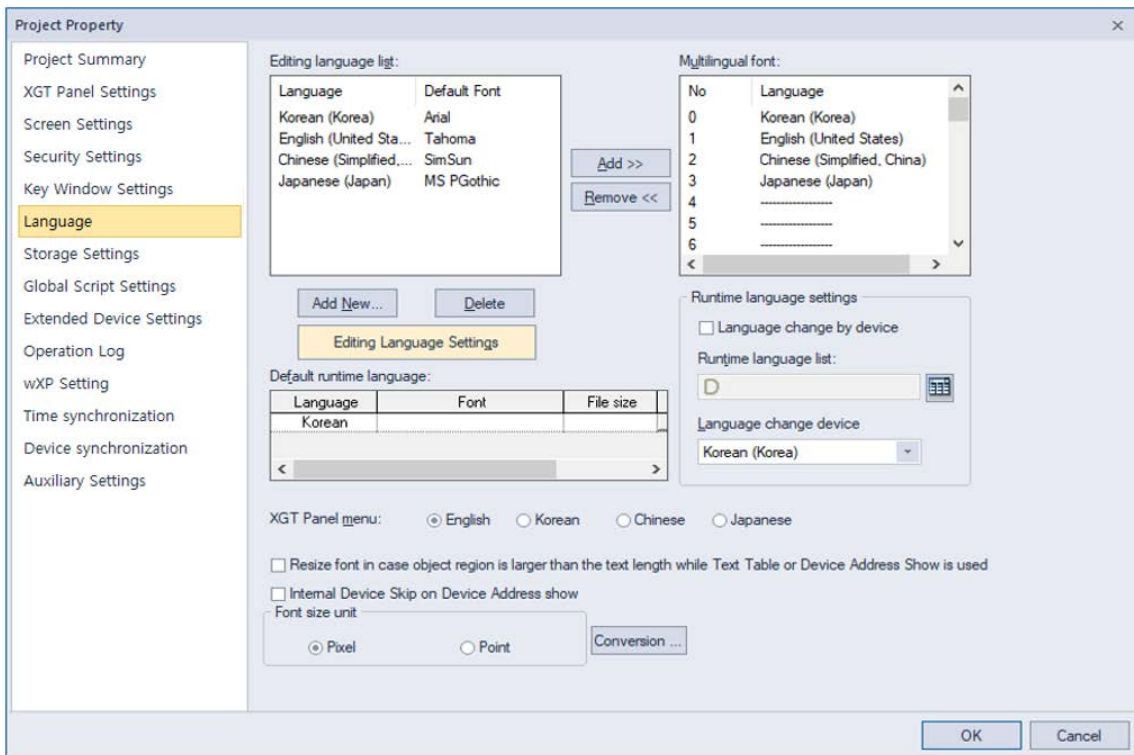 Project Property
Project Summary
XGT Panel Settings
Screen Settings
Security Settings
Key Window Settings
Language
Storage Settings
Global Script Settings
Extended Device Settings
Operation Log
wXP Setting
Time synchronization
Device synchronization
Auxiliary Settings
Editing language list:
Language Default Font
Korean (Korea) Arial
English (United Sta... Tahoma
Chinese (Simplified,... SimSun
Japanese (Japan) MS PGothic
Add >>
Remove <<
Multilingual font:
No Language
0 Korean (Korea)
1 English (United States)
2 Chinese (Simplified, China)
3 Japanese (Japan)
4 ------------------
5 ------------------
6 ------------------
Add New...
Delete
Editing Language Settings
Default runtime language:
Language Font File size
Korean ...
Runtime language settings
Language change by device
Runtime language list:
D
Language change device
Korean (Korea)
XGT Panel menu: English Korean Chinese Japanese
Resize font in case object region is larger than the text length while Text Table or Device Address Show is used
Internal Device Skip on Device Address show
Font size unit
Pixel Point
Conversion ...
OK Cancel